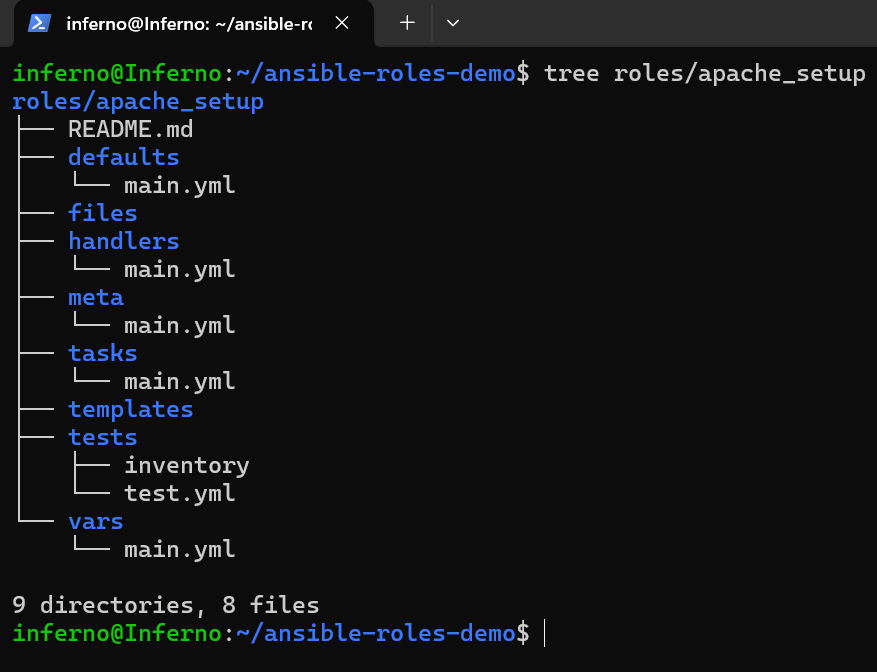 inferno@Inferno: ~/ansible-ro
inferno@Inferno:~/ansible-roles-demo$ tree roles/apache_setup
roles/apache_setup
├── README.md
├── defaults
│   └── main.yml
├── files
├── handlers
│   └── main.yml
├── meta
│   └── main.yml
├── tasks
│   └── main.yml
├── templates
├── tests
│   ├── inventory
│   └── test.yml
└── vars
    └── main.yml

9 directories, 8 files
inferno@Inferno:~/ansible-roles-demo$